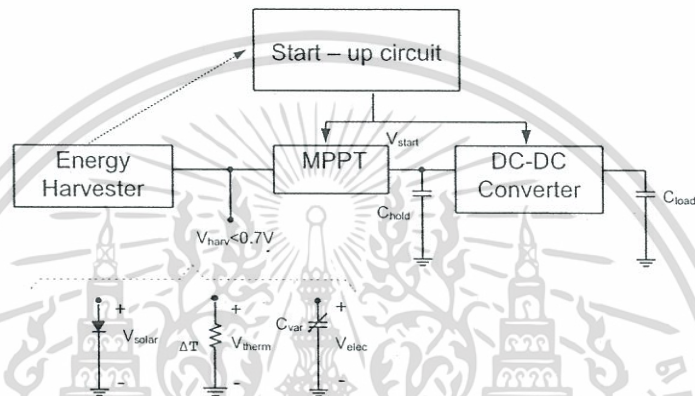 Start – up circuit
Energy
Harvester
MPPT
V_start
DC-DC
Converter
C_hold
C_load
V_harv<0.7V
+
V_solar
-
ΔT
+
V_therm
-
C_var
+
V_elec
-